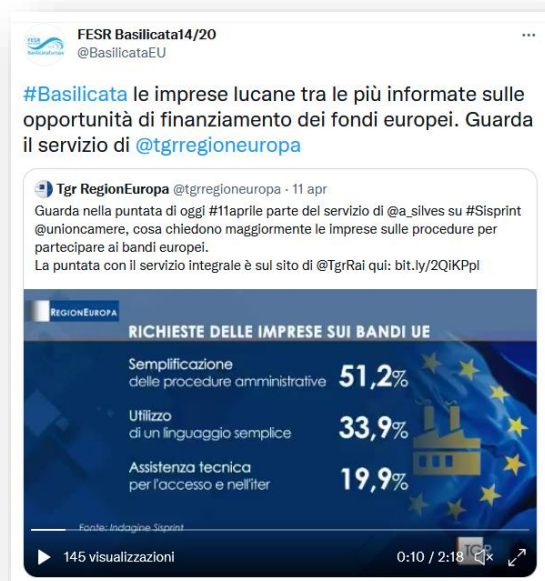 FESR Basilicata14/20
@BasilicataEU
#Basilicata le imprese lucane tra le più informate sulle
opportunità di finanziamento dei fondi europei. Guarda
il servizio di @tgrregioneuropa
Tgr RegionEuropa @tgrregioneuropa · 11 apr
Guarda nella puntata di oggi #11aprile parte del servizio di @a_silves su #Sisprint
@unioncamere, cosa chiedono maggiormente le imprese sulle procedure per
partecipare ai bandi europei.
La puntata con il servizio integrale è sul sito di @TgrRai qui: bit.ly/2QiKPpl
REGIONEUROPA
RICHIESTE DELLE IMPRESE SUI BANDI UE
Semplificazione
delle procedure amministrative 51,2%
Utilizzo
di un linguaggio semplice 33,9%
Assistenza tecnica
per l'accesso e nell'iter 19,9%
Fonte: Indagine Sisprint
145 visualizzazioni 0:10 / 2:18